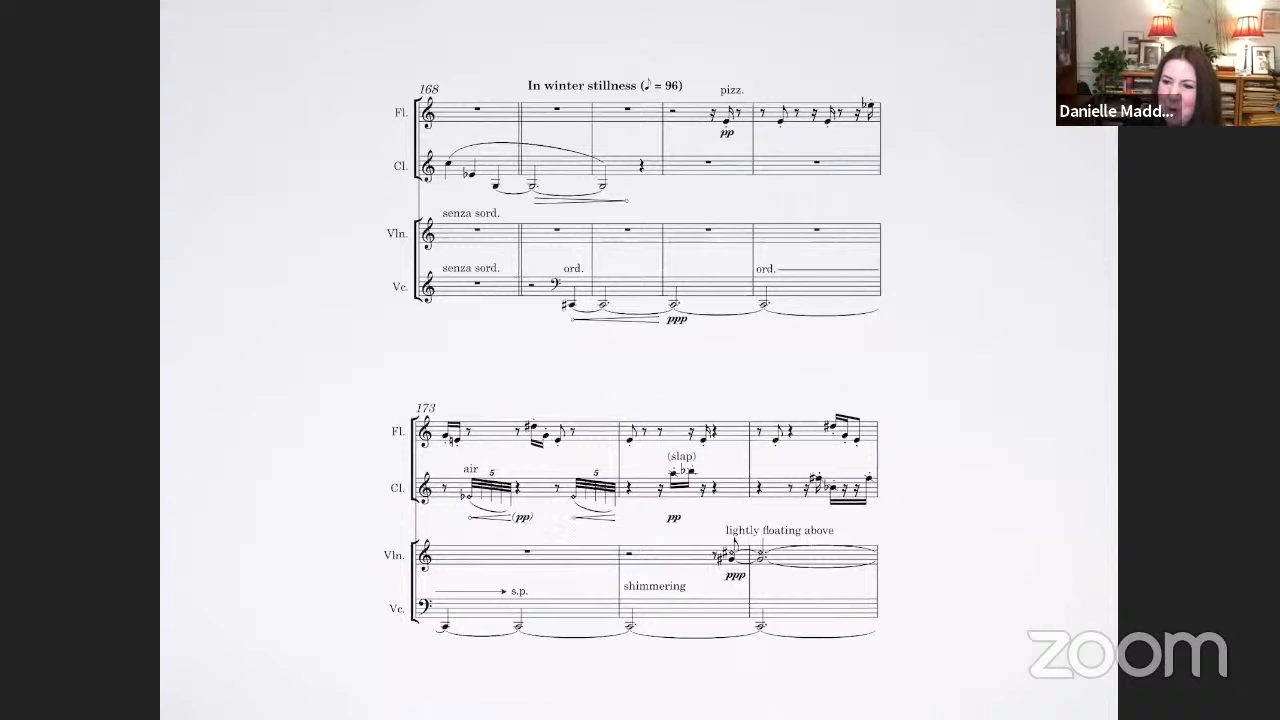 Danielle Madd...
168
In winter stillness (♪ = 96)
pizz.
Fl.
pp
Cl.
senza sord.
Vln.
senza sord.
ord.
ord.
Vc.
ppp
173
Fl.
(slap)
air
5
5
Cl.
(pp)
pp
lightly floating above
Vln.
ppp
shimmering
s.p.
Vc.
zoom